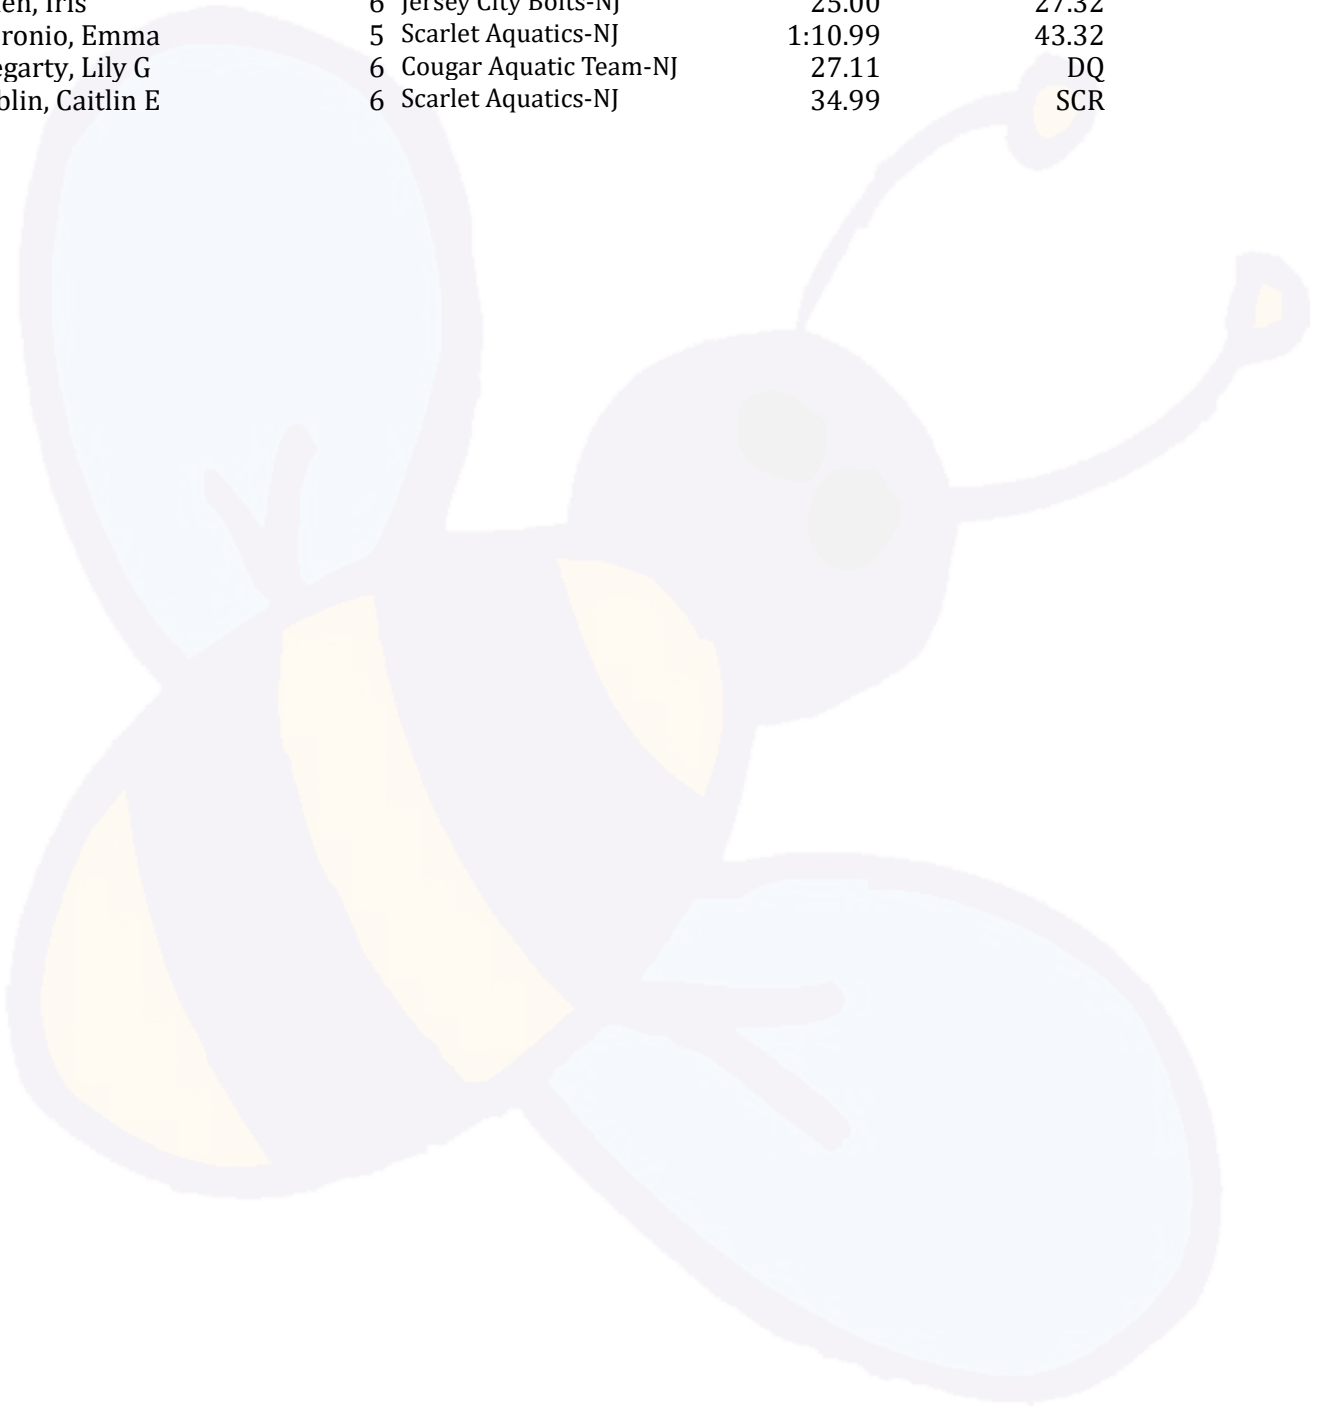 en, Iris 6 Jersey City Bolts-NJ 25.00 27.32
ronio, Emma 5 Scarlet Aquatics-NJ 1:10.99 43.32
egarty, Lily G 6 Cougar Aquatic Team-NJ 27.11 DQ
blin, Caitlin E 6 Scarlet Aquatics-NJ 34.99 SCR